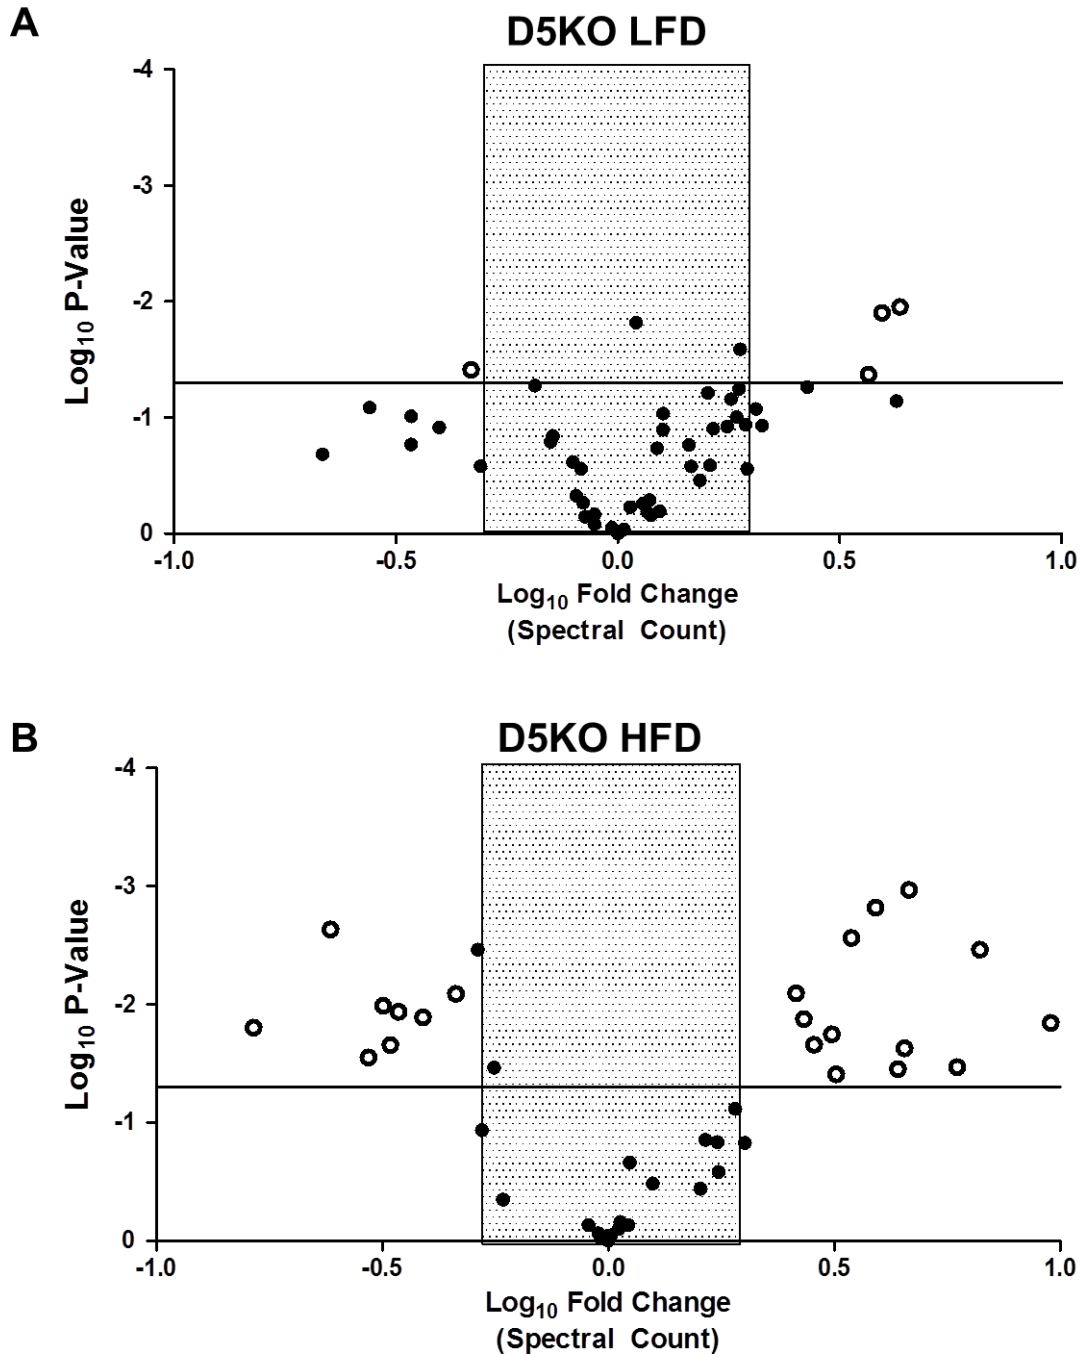 A
D5KO LFD
-4
-3
-2
-1
0
Log10 P-Value
-1.0 -0.5 0.0 0.5 1.0
Log10 Fold Change
(Spectral Count)
B
D5KO HFD
-4
-3
-2
-1
0
Log10 P-Value
-1.0 -0.5 0.0 0.5 1.0
Log10 Fold Change
(Spectral Count)